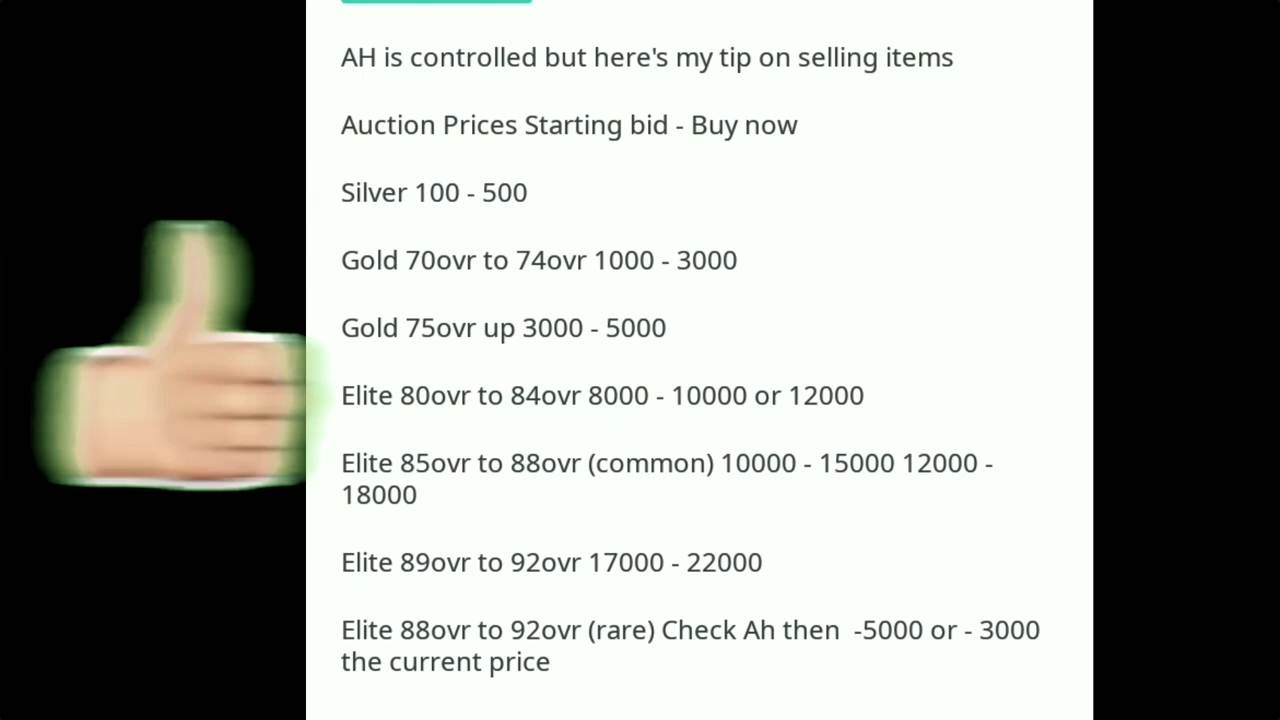 AH is controlled but here's my tip on selling items
Auction Prices Starting bid - Buy now
Silver 100 - 500
Gold 70ovr to 74ovr 1000 - 3000
Gold 75ovr up 3000 - 5000
Elite 80ovr to 84ovr 8000 - 10000 or 12000
Elite 85ovr to 88ovr (common) 10000 - 15000 12000 -
18000
Elite 89ovr to 92ovr 17000 - 22000
Elite 88ovr to 92ovr (rare) Check Ah then  -5000 or - 3000
the current price